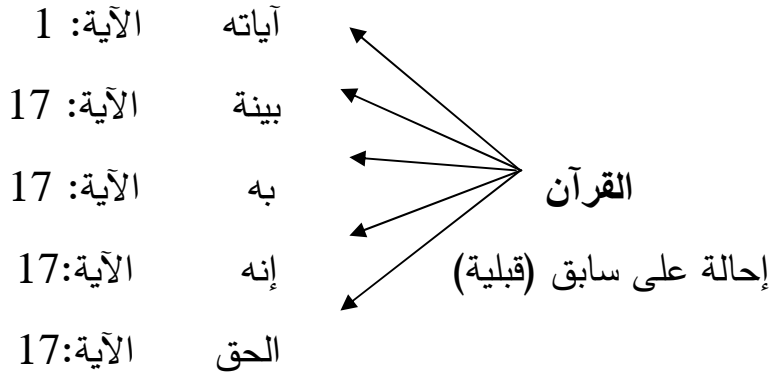 آياته الآية: 1
بينة الآية: 17
القرآن به الآية: 17
إحالة على سابق (قبلية) إنه الآية:17
الحق الآية:17